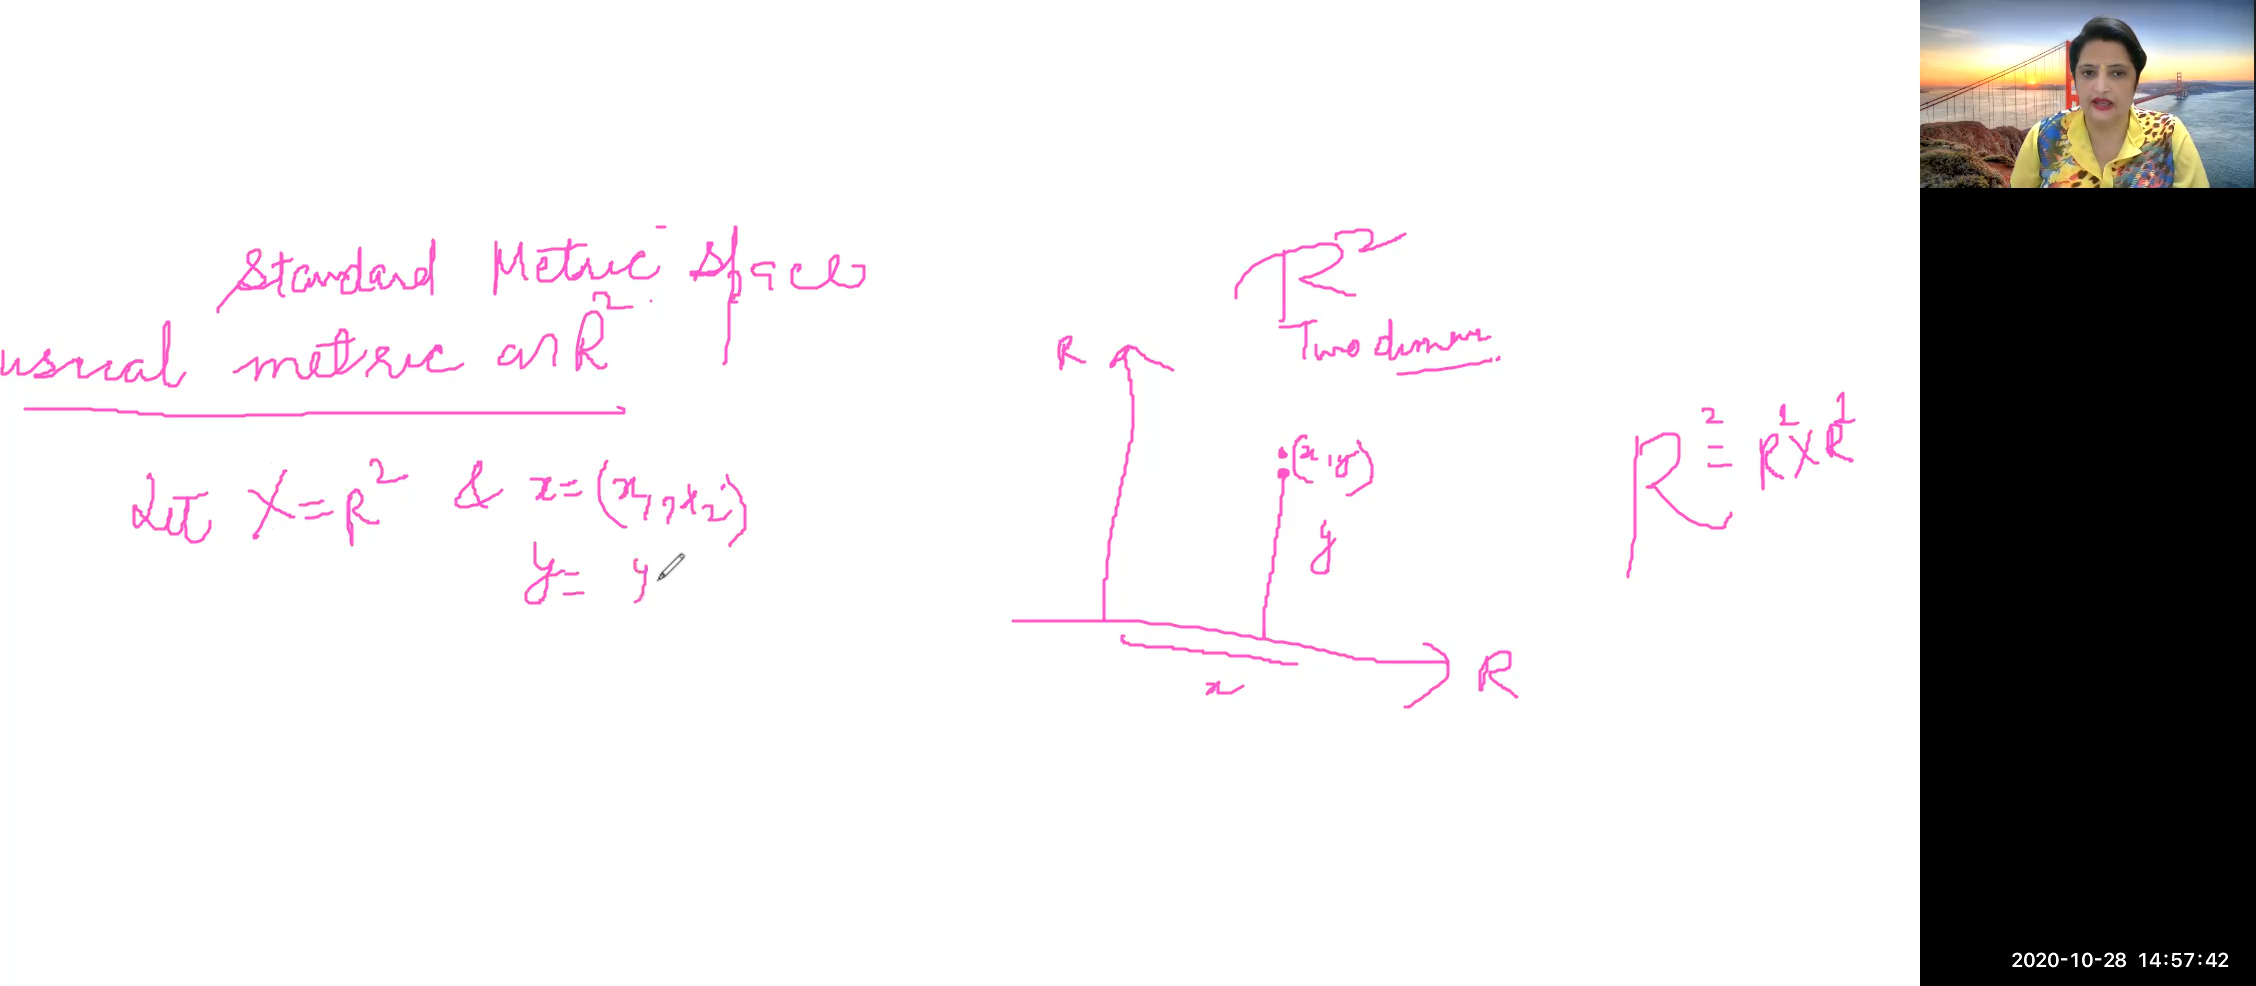 Standard Metric Space
usual metric on R²
Let X = R² & x = (x₁, x₂)
y = y
R²
Two dimen
R
(x, y)
y
x
R
R² = R¹ × R¹
2020-10-28 14:57:42